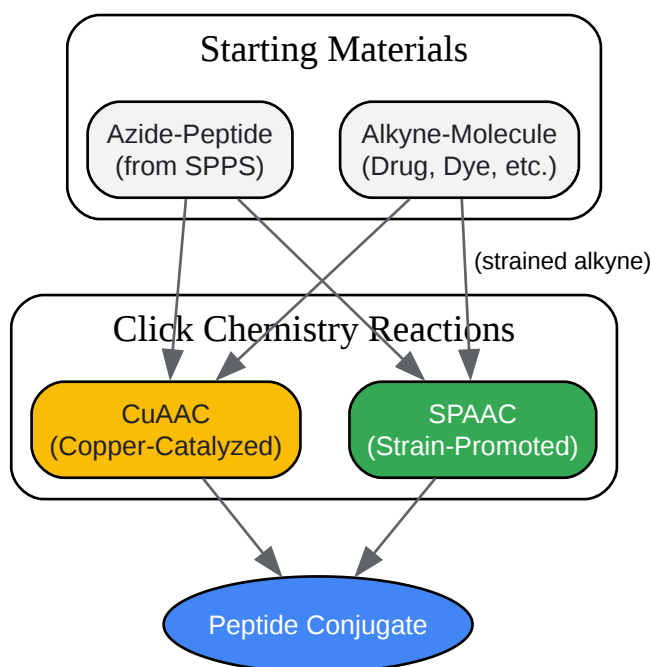 Starting Materials
Azide-Peptide
(from SPPS)
Alkyne-Molecule
(Drug, Dye, etc.)
(strained alkyne)
Click Chemistry Reactions
CuAAC
(Copper-Catalyzed)
SPAAC
(Strain-Promoted)
Peptide Conjugate